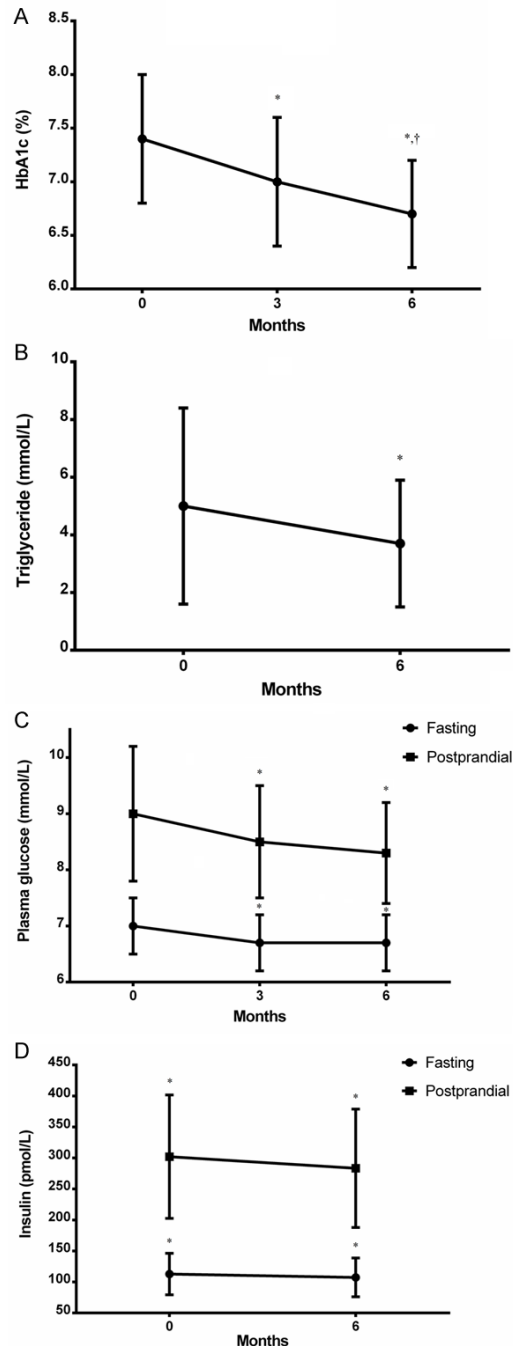 A
HbA1c (%)
8.5
8.0
7.5
7.0
6.5
6.0
*
*,†
0 3 6
Months
B
Triglyceride (mmol/L)
10
8
6
4
2
0
*
0 6
Months
C
Plasma glucose (mmol/L)
Fasting
Postprandial
10
9
8
7
6
* *
* *
0 3 6
Months
D
Insulin (pmol/L)
Fasting
Postprandial
450
400
350
300
250
200
150
100
50
* *
* *
0 6
Months